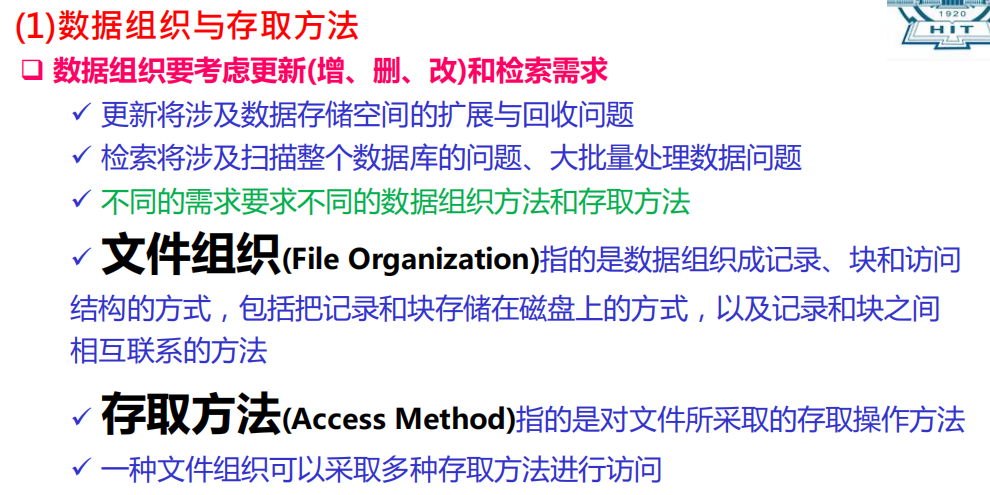 (1)数据组织与存取方法
1920
HIT
❑ 数据组织要考虑更新(增、删、改)和检索需求
✓ 更新将涉及数据存储空间的扩展与回收问题
✓ 检索将涉及扫描整个数据库的问题、大批量处理数据问题
✓ 不同的需求要求不同的数据组织方法和存取方法
✓ 文件组织(File Organization)指的是数据组织成记录、块和访问
结构的方式，包括把记录和块存储在磁盘上的方式，以及记录和块之间
相互联系的方法
✓ 存取方法(Access Method)指的是对文件所采取的存取操作方法
✓ 一种文件组织可以采取多种存取方法进行访问